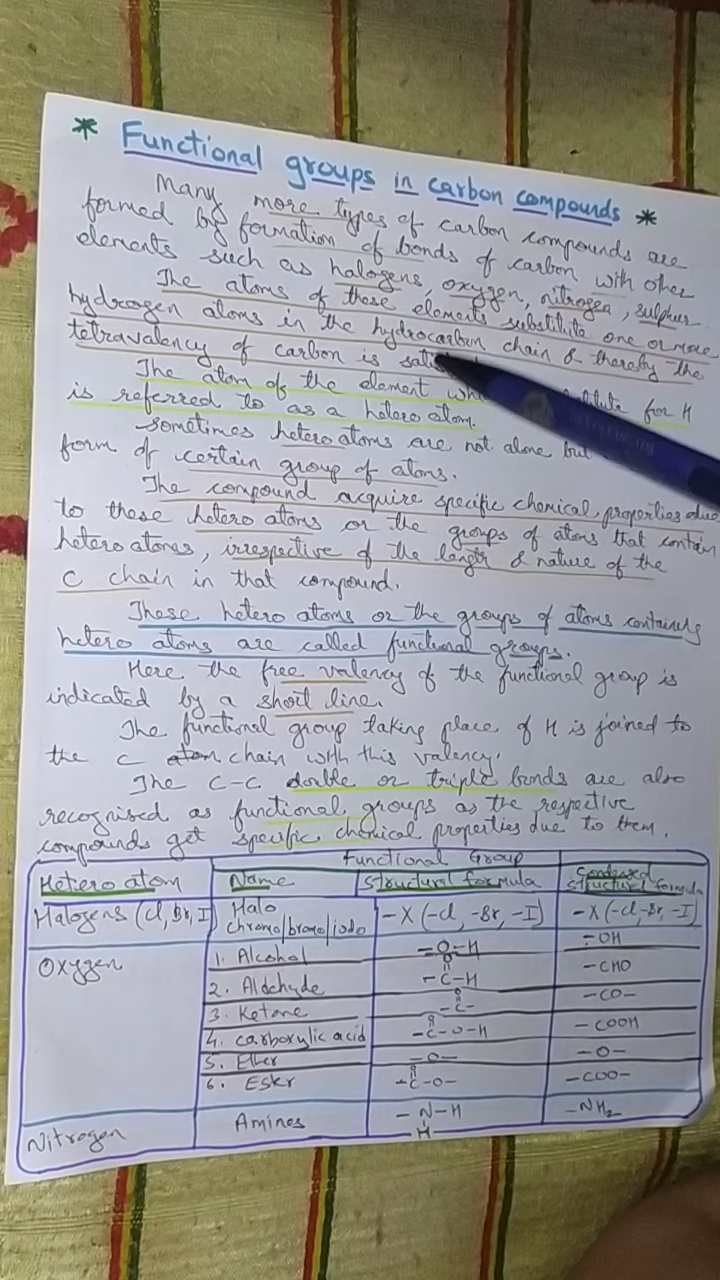 * Functional groups in carbon compounds *
Many more types of carbon compounds are
formed by formation of bonds of carbon with other
elements such as halogens, oxygen, nitrogen, sulphur.
The atoms of these elements substitute one or more
hydrogen atoms in the hydrocarbon chain & thereby the
tetravalency of carbon is
The atom of the element for H
is referred to as a hetero atom.
Sometimes hetero atoms are not alone but
form of certain group of atoms.
The compound acquire specific chemical properties due
to these hetero atoms or the groups of atoms that contain
hetero atoms, irrespective of the length & nature of the
C chain in that compound.
These hetero atoms or the groups of atoms containing
hetero atoms are called functional groups.
Here the free valency of the functional group is
indicated by a short line.
The functional group taking place of H is joined to
the C chain with this valency.
The C-C double or triple bonds are also
recognised as functional groups as the respective
compounds get specific chemical properties due to them.
Functional Group
Hetero atom Name Structural formula Condensed structural formula
Halogens (Cl, Br, I) Halo chromo/bromo/iodo -X (-Cl, -Br, -I) -X (-Cl, -Br, -I)
Oxygen 1. Alcohol -O-H -OH
2. Aldehyde O || -C-H -CHO
3. Ketone O || -C- -CO-
4. Carboxylic acid O || -C-O-H -COOH
5. Ether -O- -O-
6. Ester O || -C-O- -COO-
Nitrogen Amines -N-H | H -NH₂